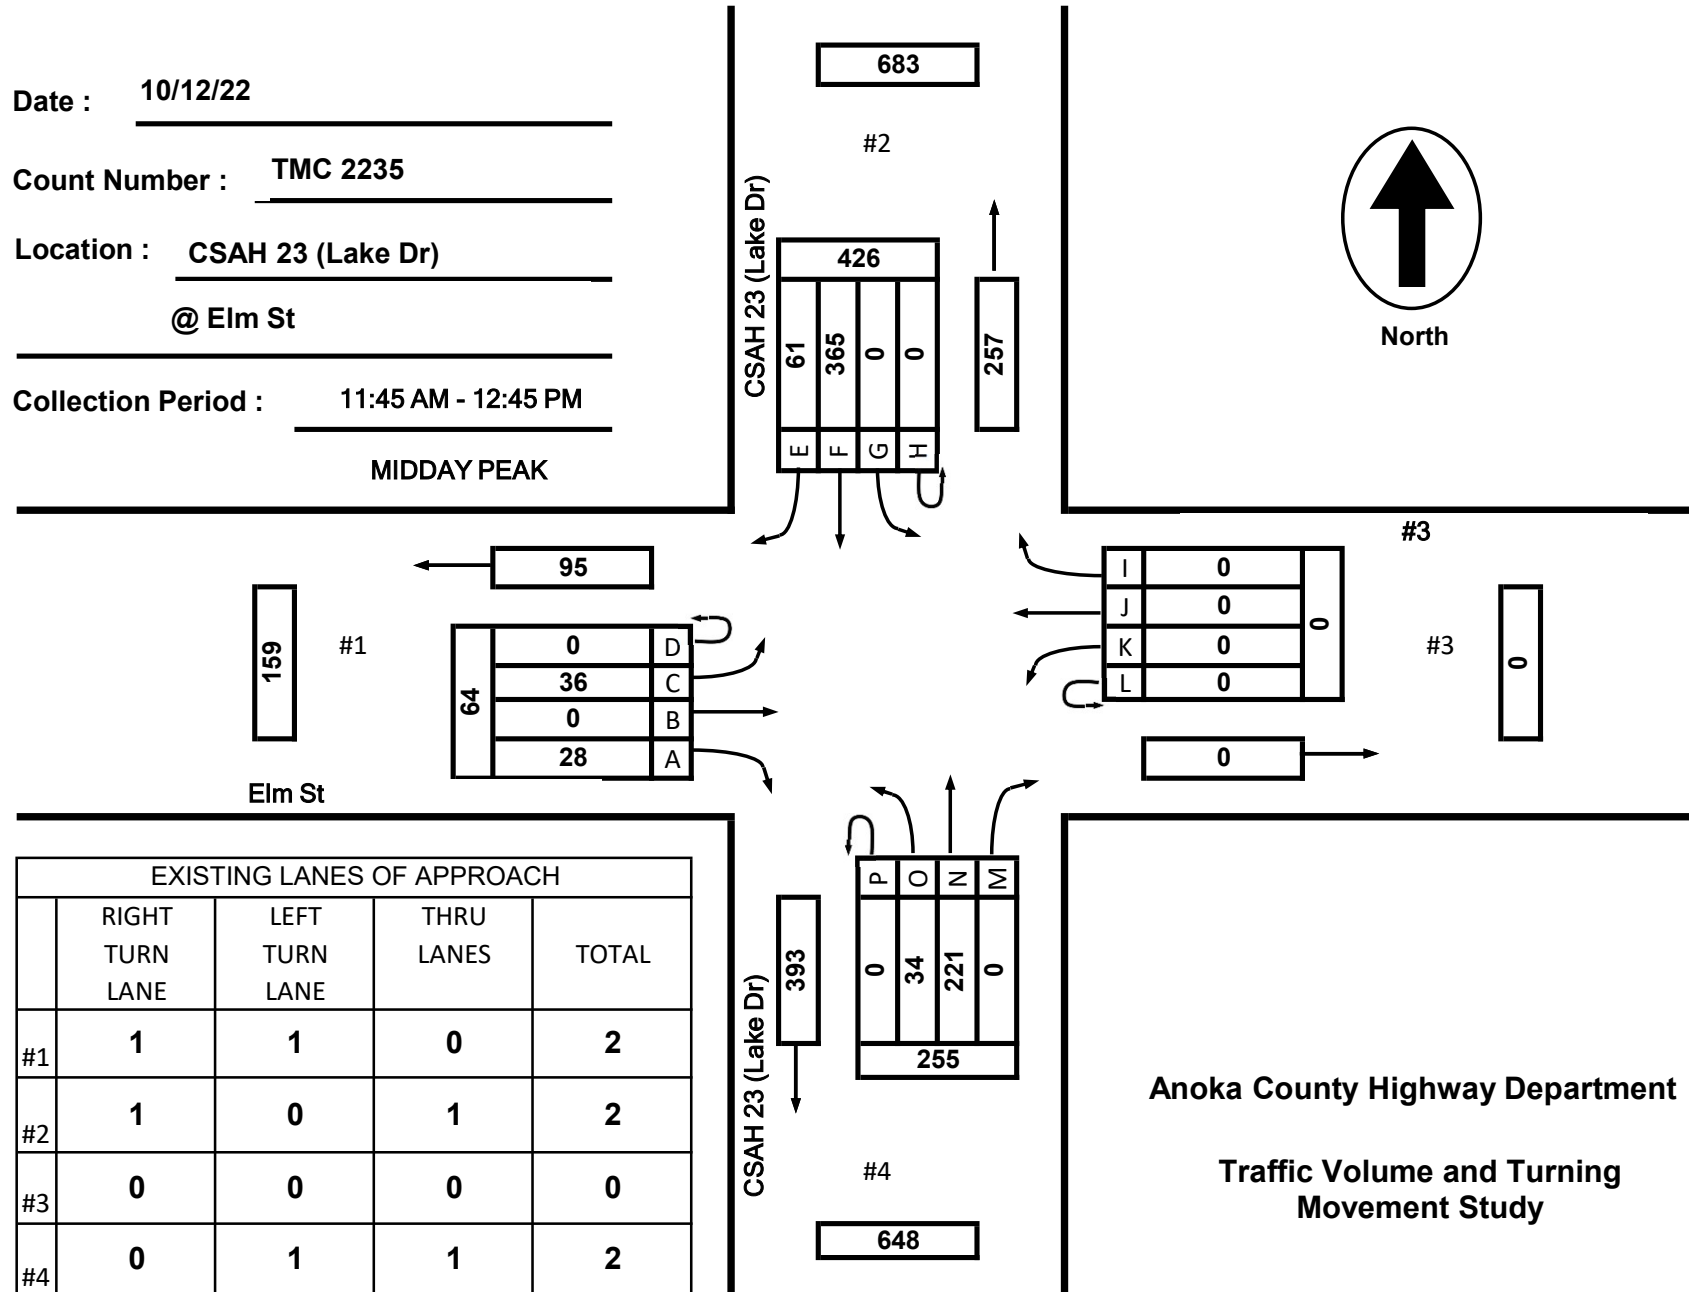 Date :
10/12/22
Count Number :
TMC 2235
Location :
CSAH 23 (Lake Dr)
@ Elm St
Collection Period :
11:45 AM - 12:45 PM
MIDDAY PEAK
683
#2
CSAH 23 (Lake Dr)
426
61
365
0
0
E
F
G
H
257
North
95
159
#1
64
0 D
36 C
0 B
28 A
Elm St
#3
I 0
J 0
K 0
L 0
0
#3
0
0
P
O
N
M
0
34
221
0
255
393
CSAH 23 (Lake Dr)
#4
648
EXISTING LANES OF APPROACH
RIGHT LEFT THRU
TURN TURN LANES TOTAL
LANE LANE
#1 1 1 0 2
#2 1 0 1 2
#3 0 0 0 0
#4 0 1 1 2
Anoka County Highway Department
Traffic Volume and Turning
Movement Study